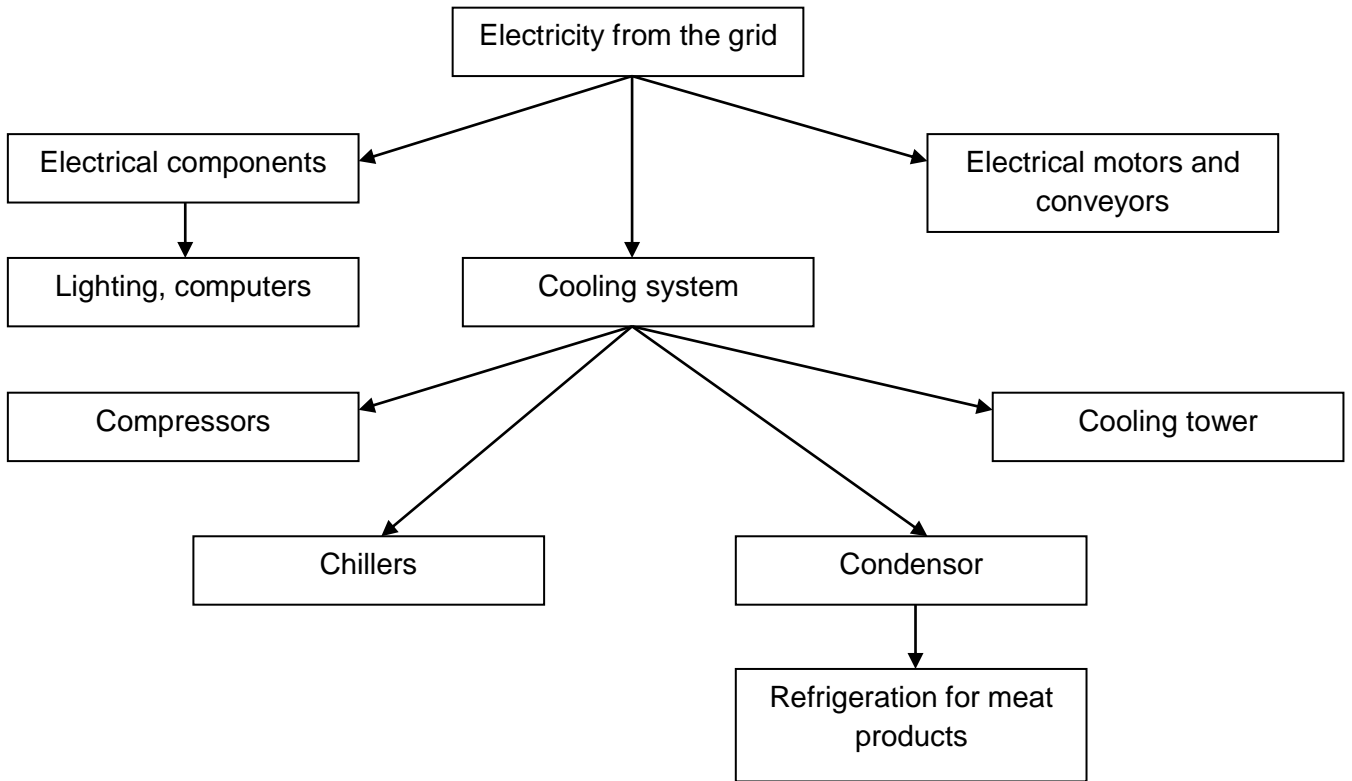 Electricity from the grid
Electrical components
Electrical motors and
conveyors
Lighting, computers
Cooling system
Compressors
Cooling tower
Chillers
Condensor
Refrigeration for meat
products